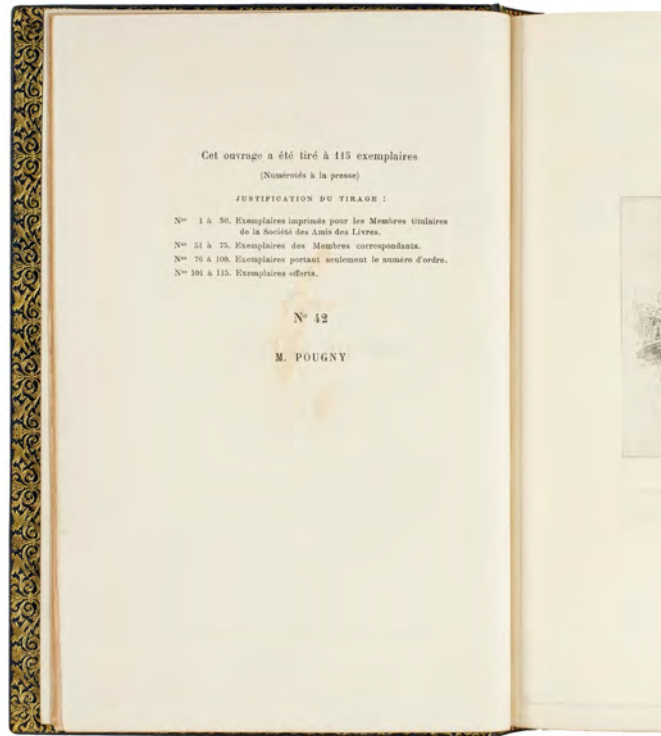 Cet ouvrage a été tiré à 115 exemplaires
(Numérotés à la presse)
JUSTIFICATION DU TIRAGE :
Nos 1 à 50. Exemplaires imprimés pour les Membres titulaires
de la Société des Amis des Livres.
Nos 51 à 75. Exemplaires des Membres correspondants.
Nos 76 à 100. Exemplaires portant seulement le numéro d'ordre.
Nos 101 à 115. Exemplaires offerts.
No 42
M. POUGNY